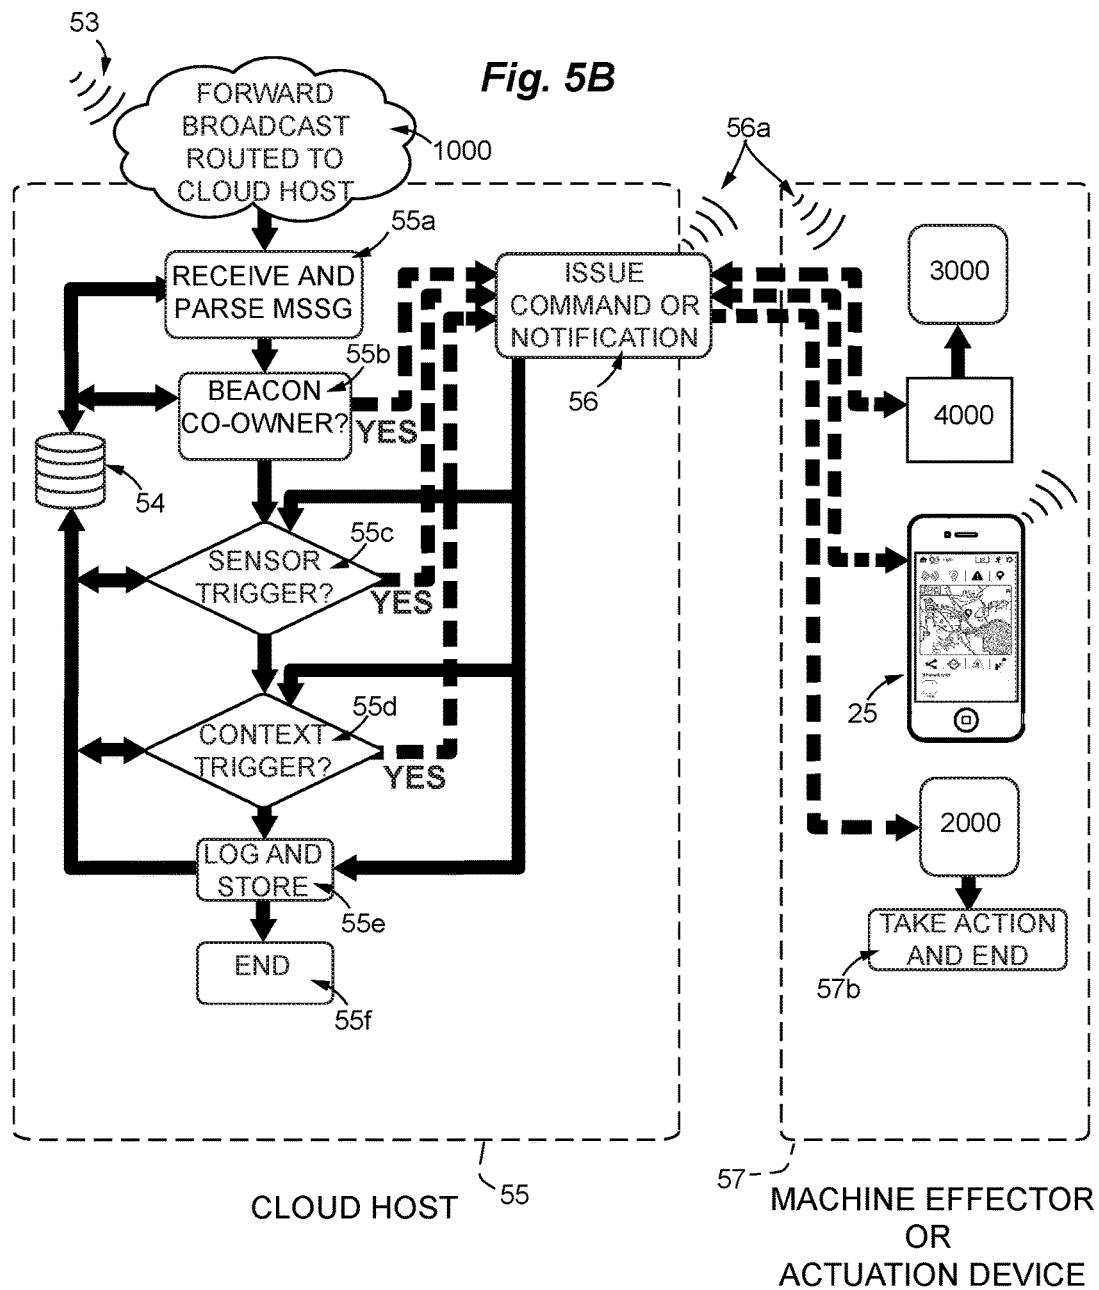 53
Fig. 5B
FORWARD
BROADCAST
ROUTED TO
CLOUD HOST
1000
56a
55a
RECEIVE AND
PARSE MSSG
ISSUE
COMMAND OR
NOTIFICATION
56
3000
55b
BEACON
CO-OWNER?
YES
4000
54
55c
SENSOR
TRIGGER?
YES
25
55d
CONTEXT
TRIGGER?
YES
2000
LOG AND
STORE
55e
TAKE ACTION
AND END
57b
END
55f
55
57
CLOUD HOST
MACHINE EFFECTOR
OR
ACTUATION DEVICE